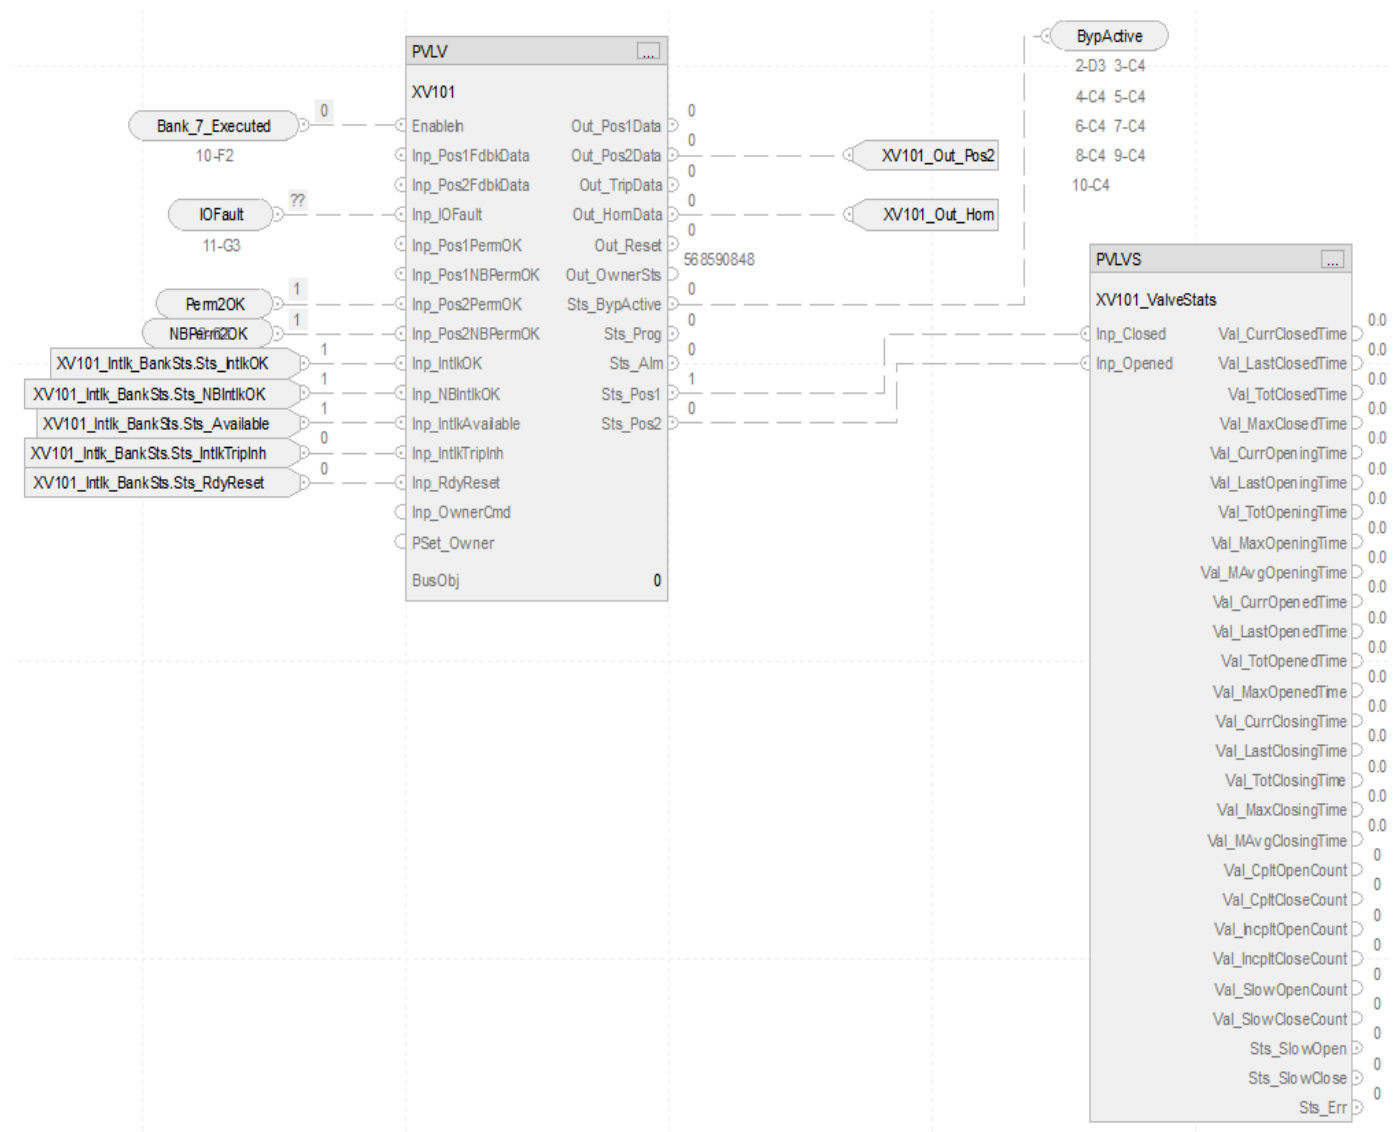 BypActive
2-D3 3-C4
4-C4 5-C4
6-C4 7-C4
8-C4 9-C4
10-C4
PVLV
...
XV101
Bank_7_Executed
0
10-F2
IOFault
??
11-G3
Perm2OK
1
NBPerm2OK
1
XV101_Intlk_BankSts.Sts_IntlkOK
1
XV101_Intlk_BankSts.Sts_NBIntlkOK
1
XV101_Intlk_BankSts.Sts_Available
1
XV101_Intlk_BankSts.Sts_IntlkTripInh
0
XV101_Intlk_BankSts.Sts_RdyReset
0
EnableIn
Inp_Pos1FdbkData
Inp_Pos2FdbkData
Inp_IOFault
Inp_Pos1PermOK
Inp_Pos1NBPermOK
Inp_Pos2PermOK
Inp_Pos2NBPermOK
Inp_IntlkOK
Inp_NBIntlkOK
Inp_IntlkAvailable
Inp_IntlkTripInh
Inp_RdyReset
Inp_OwnerCmd
PSet_Owner
BusObj 0
Out_Pos1Data 0
Out_Pos2Data 0
Out_TripData 0
Out_HornData 0
Out_Reset 0
Out_OwnerSts 568590848
Sts_BypActive 0
Sts_Prog 0
Sts_Alm 0
Sts_Pos1 1
Sts_Pos2 0
XV101_Out_Pos2
XV101_Out_Horn
PVLVS
...
XV101_ValveStats
Inp_Closed
Inp_Opened
Val_CurrClosedTime 0.0
Val_LastClosedTime 0.0
Val_TotClosedTime 0.0
Val_MaxClosedTime 0.0
Val_CurrOpeningTime 0.0
Val_LastOpeningTime 0.0
Val_TotOpeningTime 0.0
Val_MaxOpeningTime 0.0
Val_MAvgOpeningTime 0.0
Val_CurrOpenedTime 0.0
Val_LastOpenedTime 0.0
Val_TotOpenedTime 0.0
Val_MaxOpenedTime 0.0
Val_CurrClosingTime 0.0
Val_LastClosingTime 0.0
Val_TotClosingTime 0.0
Val_MaxClosingTime 0.0
Val_MAvgClosingTime 0.0
Val_CpltOpenCount 0
Val_CpltCloseCount 0
Val_IncpltOpenCount 0
Val_IncpltCloseCount 0
Val_SlowOpenCount 0
Val_SlowCloseCount 0
Sts_SlowOpen 0
Sts_SlowClose 0
Sts_Err 0